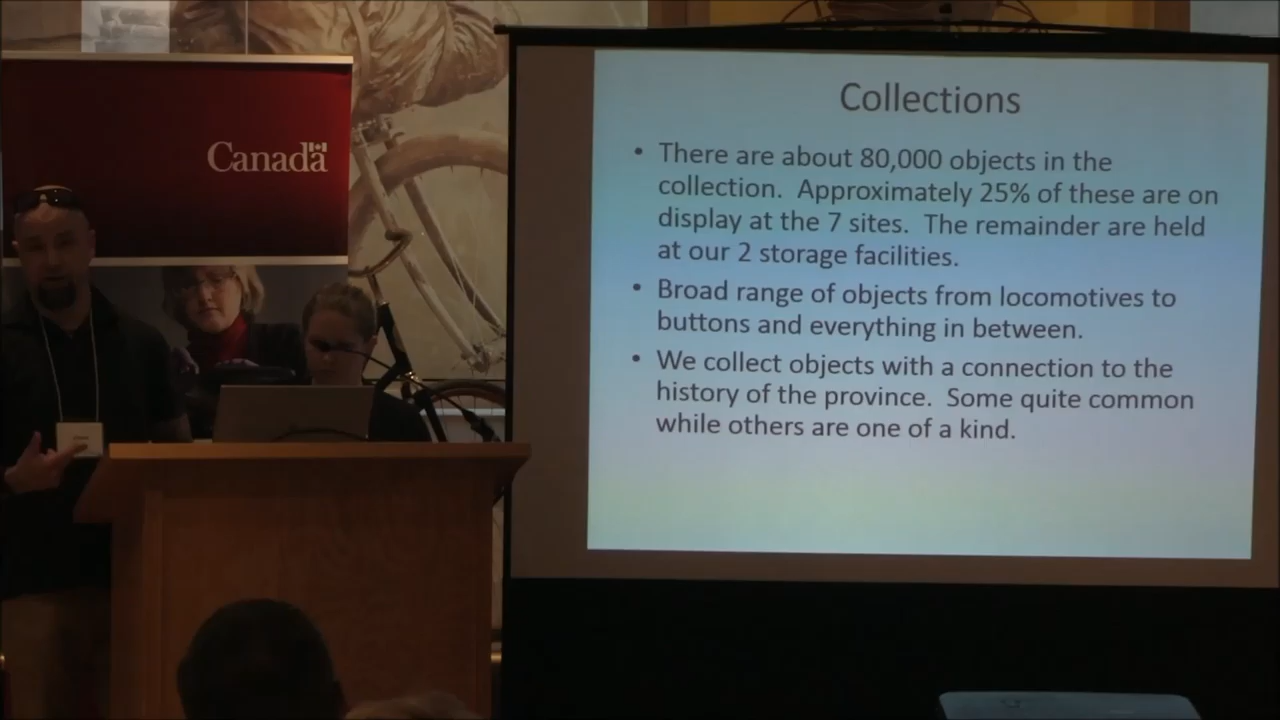 Canada
Collections
• There are about 80,000 objects in the
collection. Approximately 25% of these are on
display at the 7 sites. The remainder are held
at our 2 storage facilities.
• Broad range of objects from locomotives to
buttons and everything in between.
• We collect objects with a connection to the
history of the province. Some quite common
while others are one of a kind.